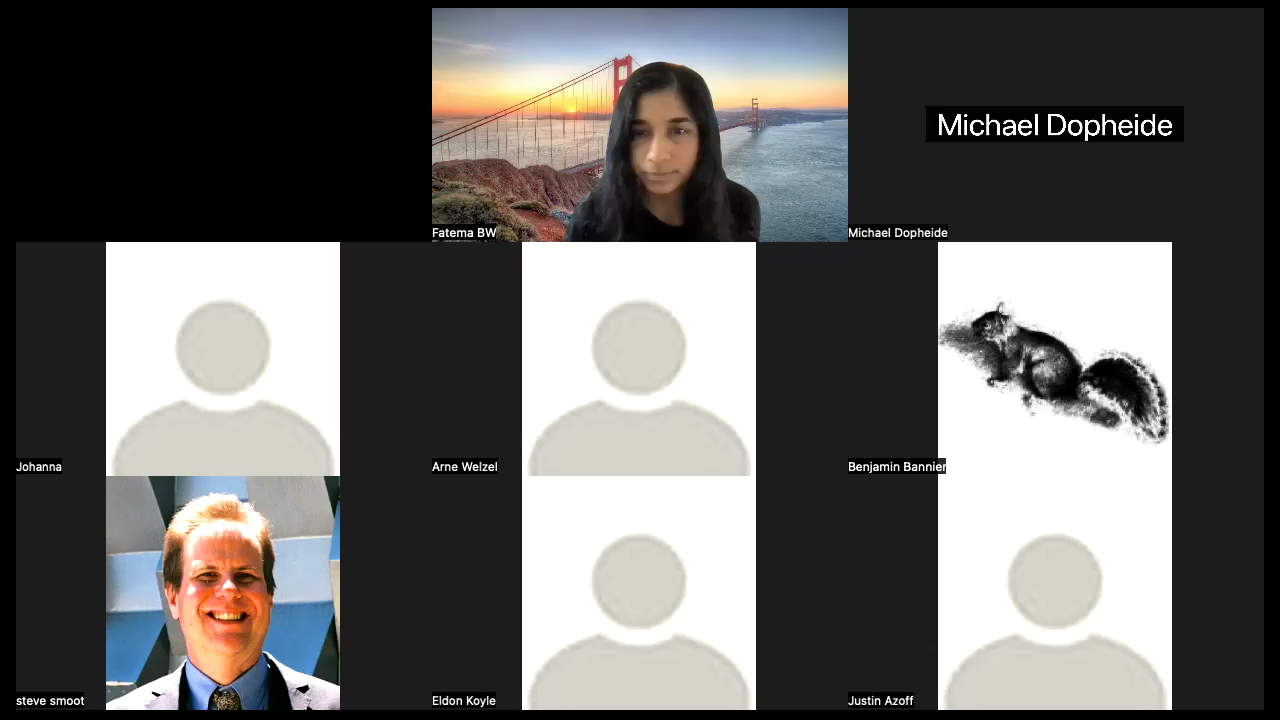 Michael Dopheide
Fatema BW
Michael Dopheide
Johanna
Arne Welzel
Benjamin Bannier
steve smoot
Eldon Koyle
Justin Azoff